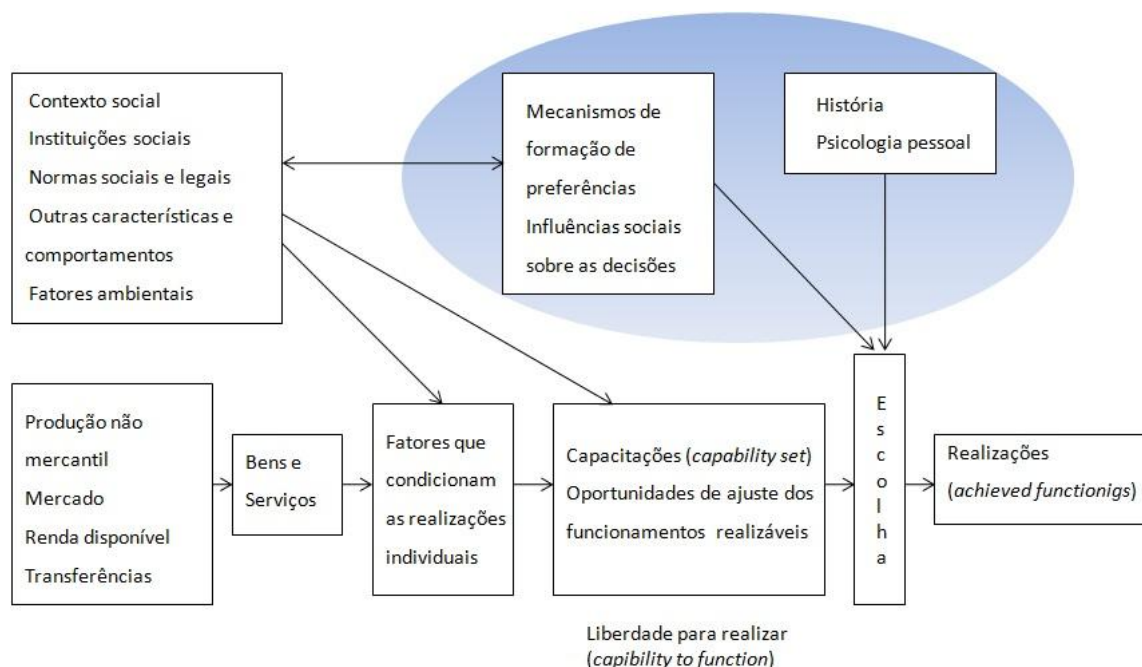 Contexto social
Instituições sociais
Normas sociais e legais
Outras características e
comportamentos
Fatores ambientais
Mecanismos de
formação de
preferências
Influências sociais
sobre as decisões
História
Psicologia pessoal
Produção não
mercantil
Mercado
Renda disponível
Transferências
Bens e
Serviços
Fatores que
condicionam
as realizações
individuais
Capacitações (capability set)
Oportunidades de ajuste dos
funcionamentos realizáveis
Escolha
Realizações
(achieved functionigs)
Liberdade para realizar
(capibility to function)